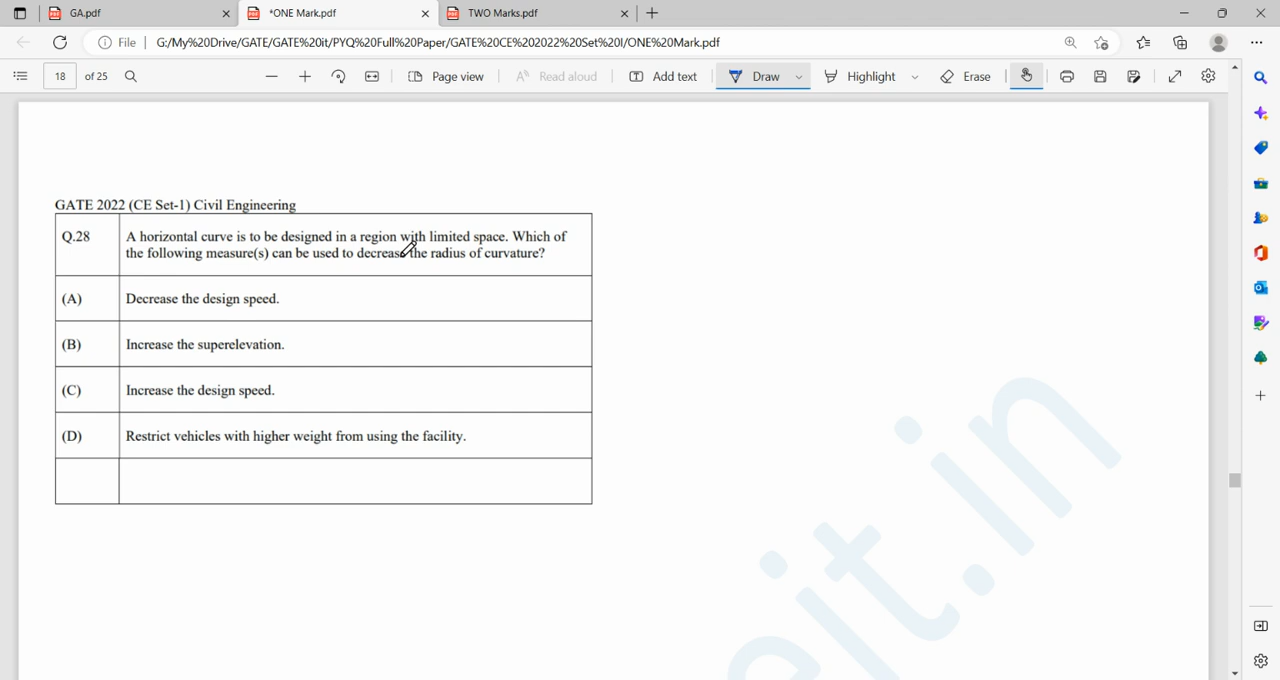 GA.pdf
*ONE Mark.pdf
TWO Marks.pdf
File G:/My%20Drive/GATE/GATE%20it/PYQ%20Full%20Paper/GATE%20CE%202022%20Set%20I/ONE%20Mark.pdf
18 of 25
Page view
Read aloud
Add text
Draw
Highlight
Erase
GATE 2022 (CE Set-1) Civil Engineering
Q.28 A horizontal curve is to be designed in a region with limited space. Which of
the following measure(s) can be used to decrease the radius of curvature?
(A) Decrease the design speed.
(B) Increase the superelevation.
(C) Increase the design speed.
(D) Restrict vehicles with higher weight from using the facility.
eit.in